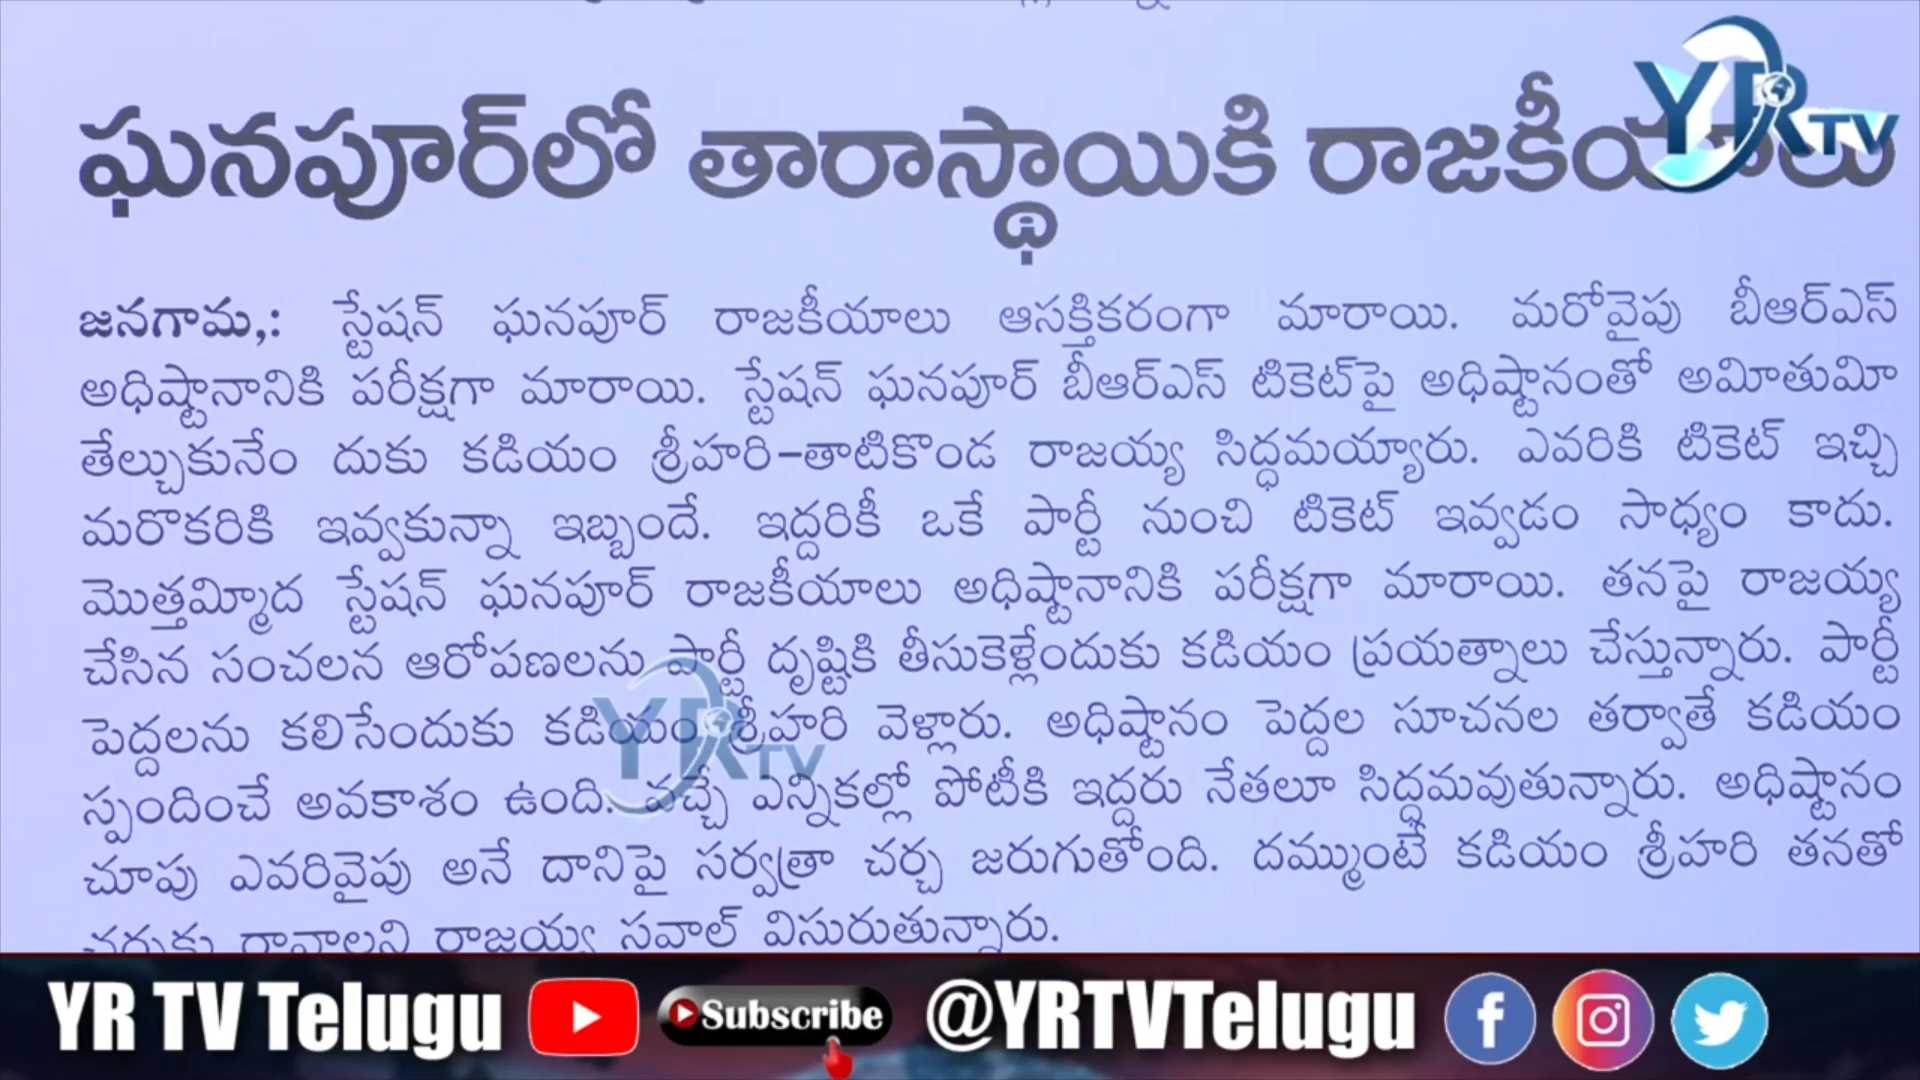 YR TV
ఘనపూర్‌లో తారాస్థాయికి రాజకీయాలు
జనగామ,: స్టేషన్ ఘనపూర్ రాజకీయాలు ఆసక్తికరంగా మారాయి. మరోవైపు బీఆర్ఎస్
అధిష్టానానికి పరీక్షగా మారాయి. స్టేషన్ ఘనపూర్ బీఆర్ఎస్ టికెట్‌పై అధిష్టానంతో అమీతుమీ
తేల్చుకునేం దుకు కడియం శ్రీహరి-తాటికొండ రాజయ్య సిద్ధమయ్యారు. ఎవరికి టికెట్ ఇచ్చి
మరొకరికి ఇవ్వకున్నా ఇబ్బందే. ఇద్దరికీ ఒకే పార్టీ నుంచి టికెట్ ఇవ్వడం సాధ్యం కాదు.
మొత్తమ్మీద స్టేషన్ ఘనపూర్ రాజకీయాలు అధిష్టానానికి పరీక్షగా మారాయి. తనపై రాజయ్య
చేసిన సంచలన ఆరోపణలను పార్టీ దృష్టికి తీసుకెళ్లేందుకు కడియం ప్రయత్నాలు చేస్తున్నారు. పార్టీ
పెద్దలను కలిసేందుకు కడియం శ్రీహరి వెళ్లారు. అధిష్టానం పెద్దల సూచనల తర్వాతే కడియం
స్పందించే అవకాశం ఉంది. వచ్చే ఎన్నికల్లో పోటీకి ఇద్దరు నేతలూ సిద్ధమవుతున్నారు. అధిష్టానం
చూపు ఎవరివైపు అనే దానిపై సర్వత్రా చర్చ జరుగుతోంది. దమ్ముంటే కడియం శ్రీహరి తనతో
రాజయ్య సవాల్ విసురుతున్నారు.
YR TV
YR TV Telugu Subscribe @YRTVTelugu